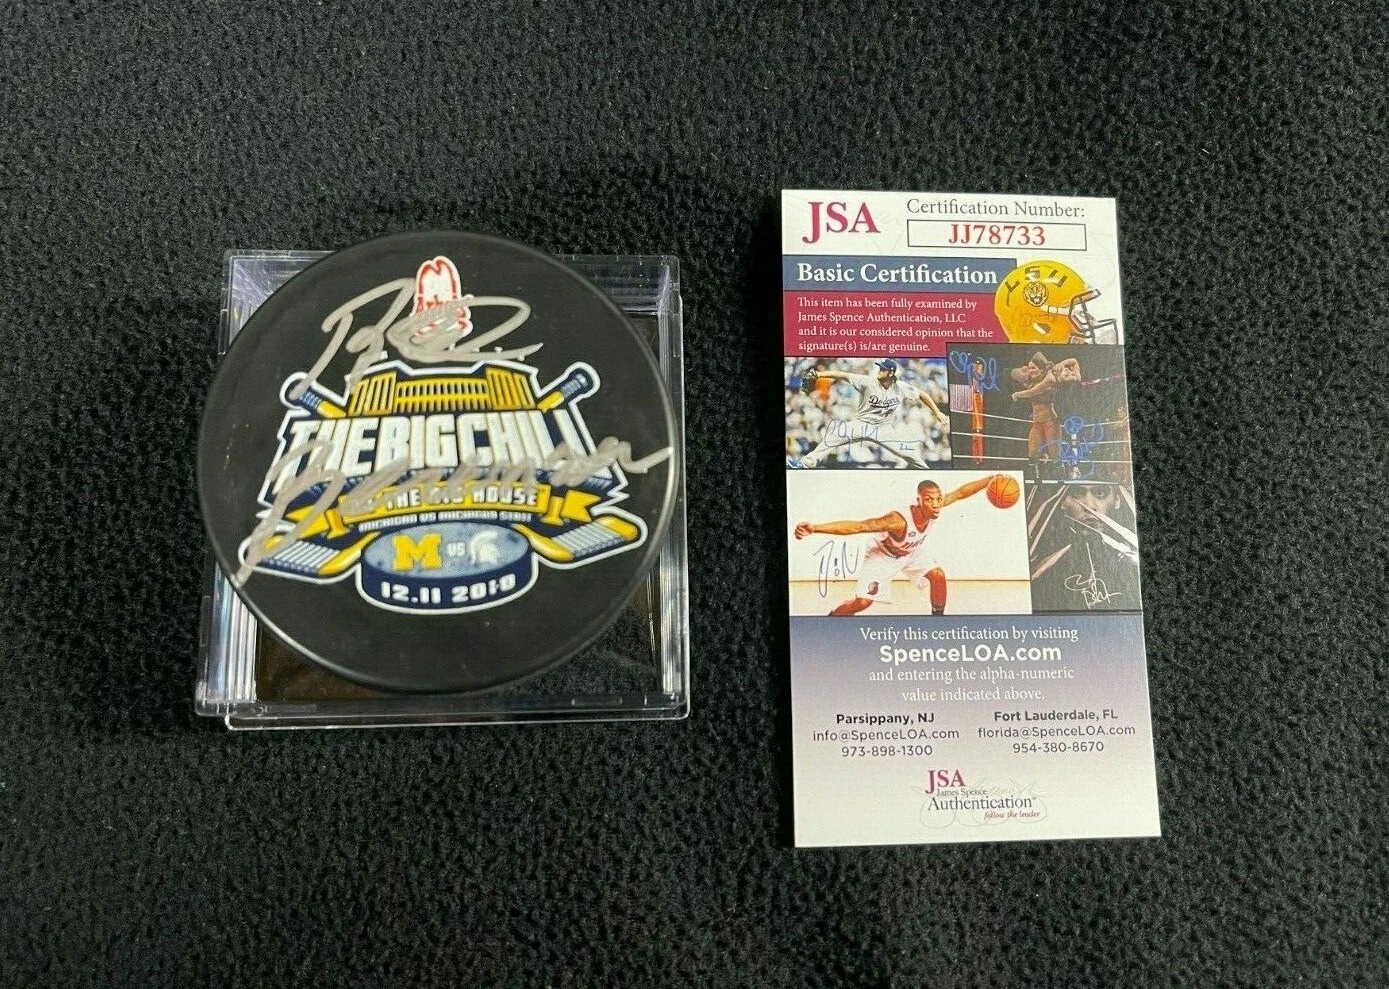 THE BIG CHILL
THE BIG HOUSE
MICHIGAN VS MICHIGAN STATE
M VS
12.11 2010
JSA
Certification Number:
JJ78733
Basic Certification
This item has been fully examined by
James Spence Authentication, LLC
and it is our considered opinion that the
signature(s) is/are genuine.
Dodgers
Verify this certification by visiting
SpenceLOA.com
and entering the alpha-numeric
value indicated above.
Parsippany, NJ
info@SpenceLOA.com
973-898-1300
Fort Lauderdale, FL
florida@SpenceLOA.com
954-380-8670
JSA
James Spence
Authentication
follow the leader